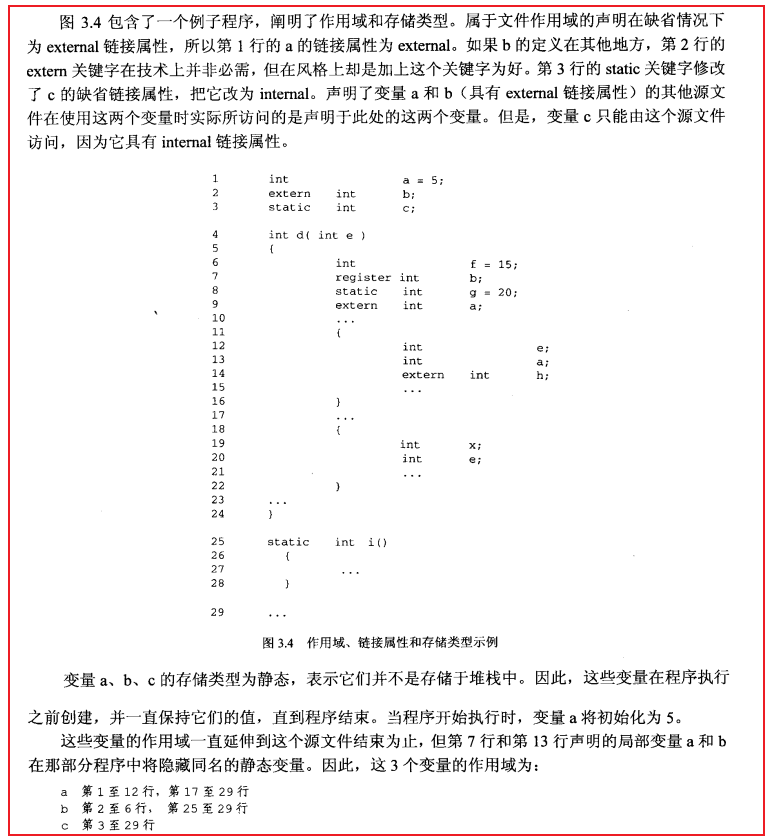 图 3.4 包含了一个例子程序，阐明了作用域和存储类型。属于文件作用域的声明在缺省情况下
为 external 链接属性，所以第 1 行的 a 的链接属性为 external。如果 b 的定义在其他地方，第 2 行的
extern 关键字在技术上并非必需，但在风格上却是加上这个关键字为好。第 3 行的 static 关键字修改
了 c 的缺省链接属性，把它改为 internal。声明了变量 a 和 b（具有 external 链接属性）的其他源文
件在使用这两个变量时实际所访问的是声明于此处的这两个变量。但是，变量 c 只能由这个源文件
访问，因为它具有 internal 链接属性。
1 int a = 5;
2 extern int b;
3 static int c;
4 int d( int e )
5 {
6 int f = 15;
7 register int b;
8 static int g = 20;
9 extern int a;
10 ...
11 {
12 int e;
13 int a;
14 extern int h;
15 ...
16 }
17 ...
18 {
19 int x;
20 int e;
21 ...
22 }
23 ...
24 }
25 static int i()
26 {
27 ...
28 }
29 ...
图 3.4 作用域、链接属性和存储类型示例
变量 a、b、c 的存储类型为静态，表示它们并不是存储于堆栈中。因此，这些变量在程序执行
之前创建，并一直保持它们的值，直到程序结束。当程序开始执行时，变量 a 将初始化为 5。
这些变量的作用域一直延伸到这个源文件结束为止，但第 7 行和第 13 行声明的局部变量 a 和 b
在那部分程序中将隐藏同名的静态变量。因此，这 3 个变量的作用域为：
a 第 1 至 12 行，第 17 至 29 行
b 第 2 至 6 行，第 25 至 29 行
c 第 3 至 29 行